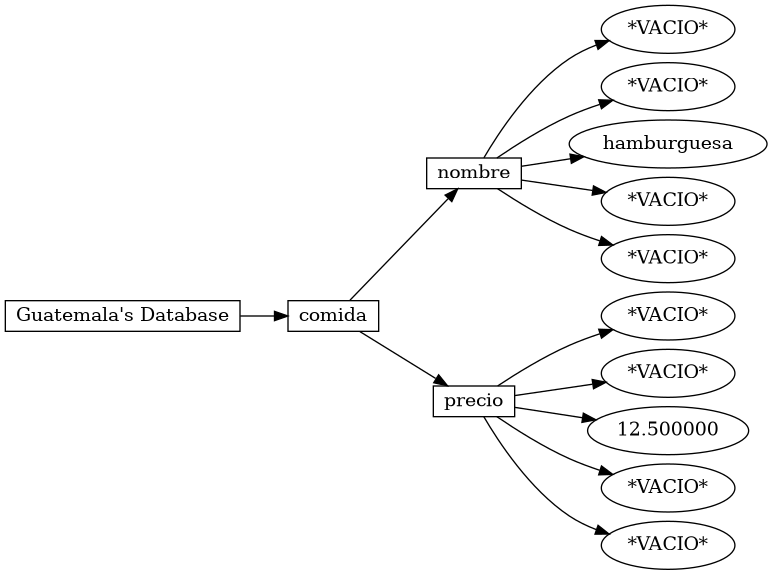 *VACIO*
*VACIO*
hamburguesa
nombre
*VACIO*
*VACIO*
Guatemala's Database
comida
*VACIO*
*VACIO*
precio
12.500000
*VACIO*
*VACIO*